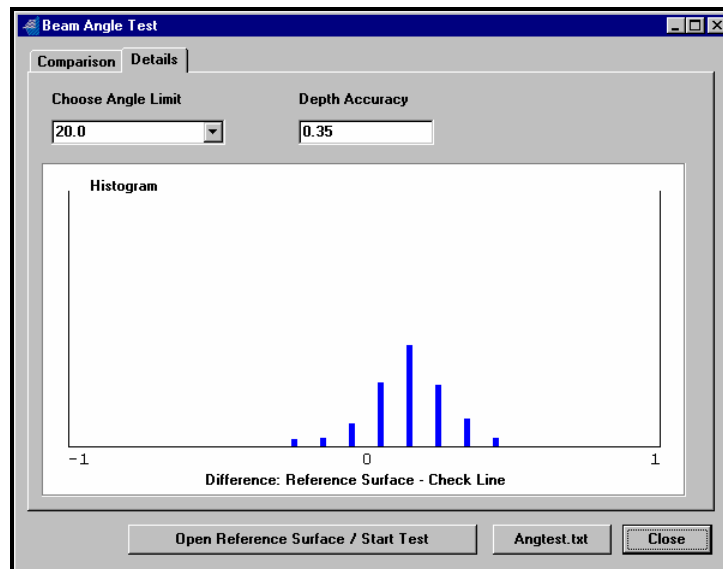 Beam Angle Test
Comparison Details
Choose Angle Limit Depth Accuracy
20.0 0.35
Histogram
-1 0 1
Difference: Reference Surface - Check Line
Open Reference Surface / Start Test Angtest.txt Close